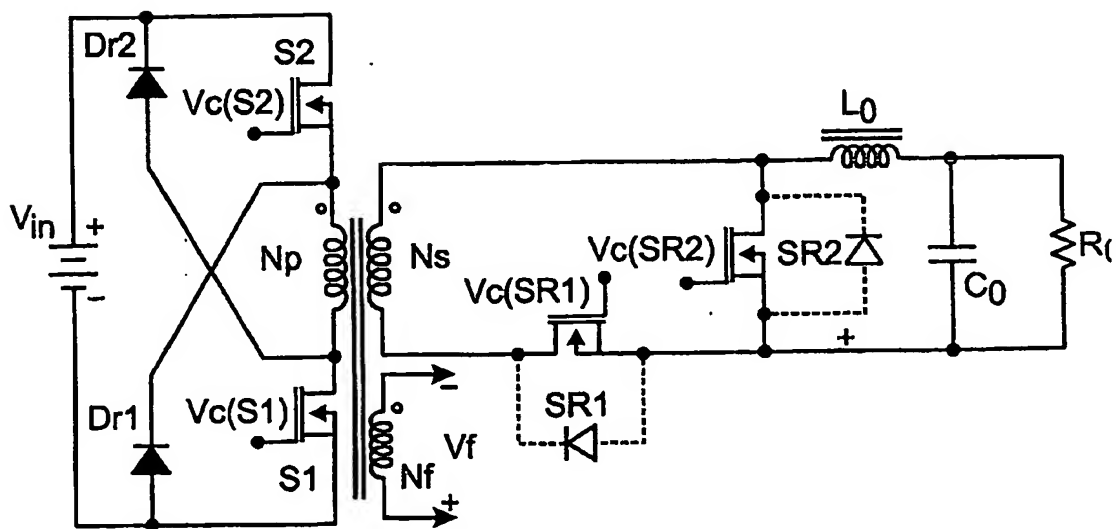 Dr2
S2
Vc(S2)
L0
Vin
+
Np
Ns
Vc(SR2)
SR2
R0
Vc(SR1)
C0
-
+
Dr1
Vc(S1)
SR1
-
S1
Nf
Vf
+